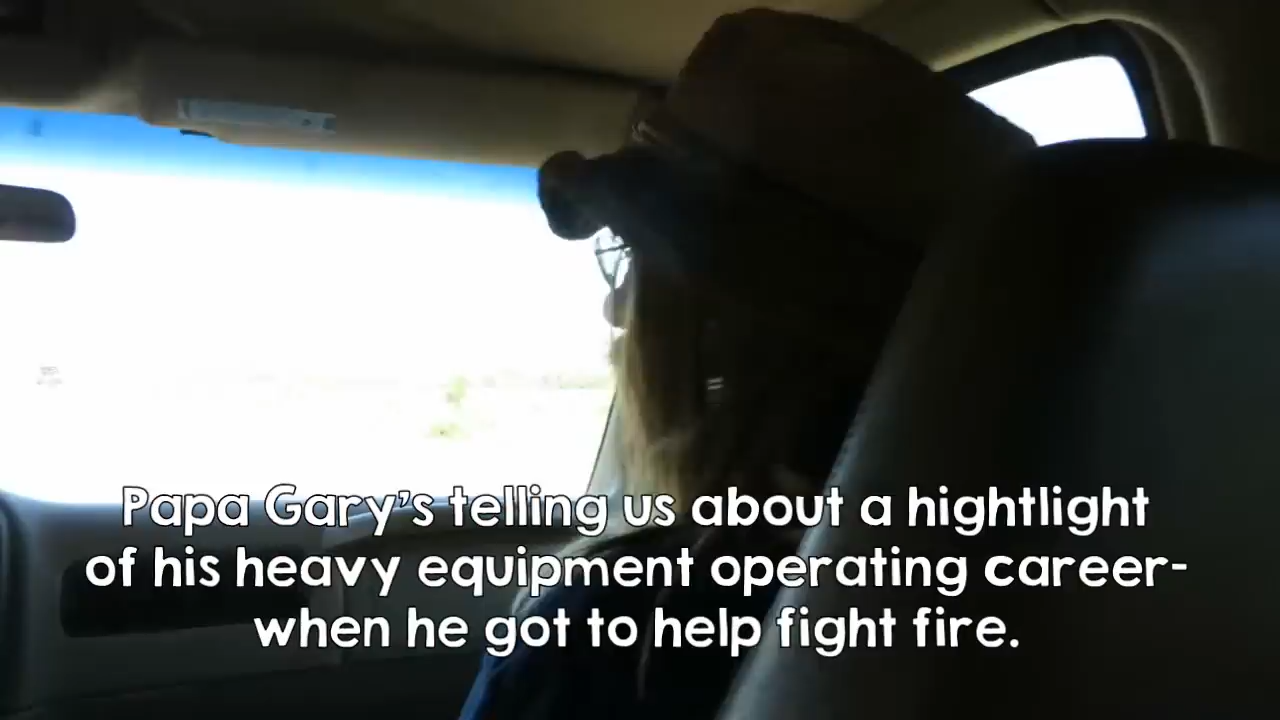 Papa Gary's telling us about a hightlight
of his heavy equipment operating career-
when he got to help fight fire.